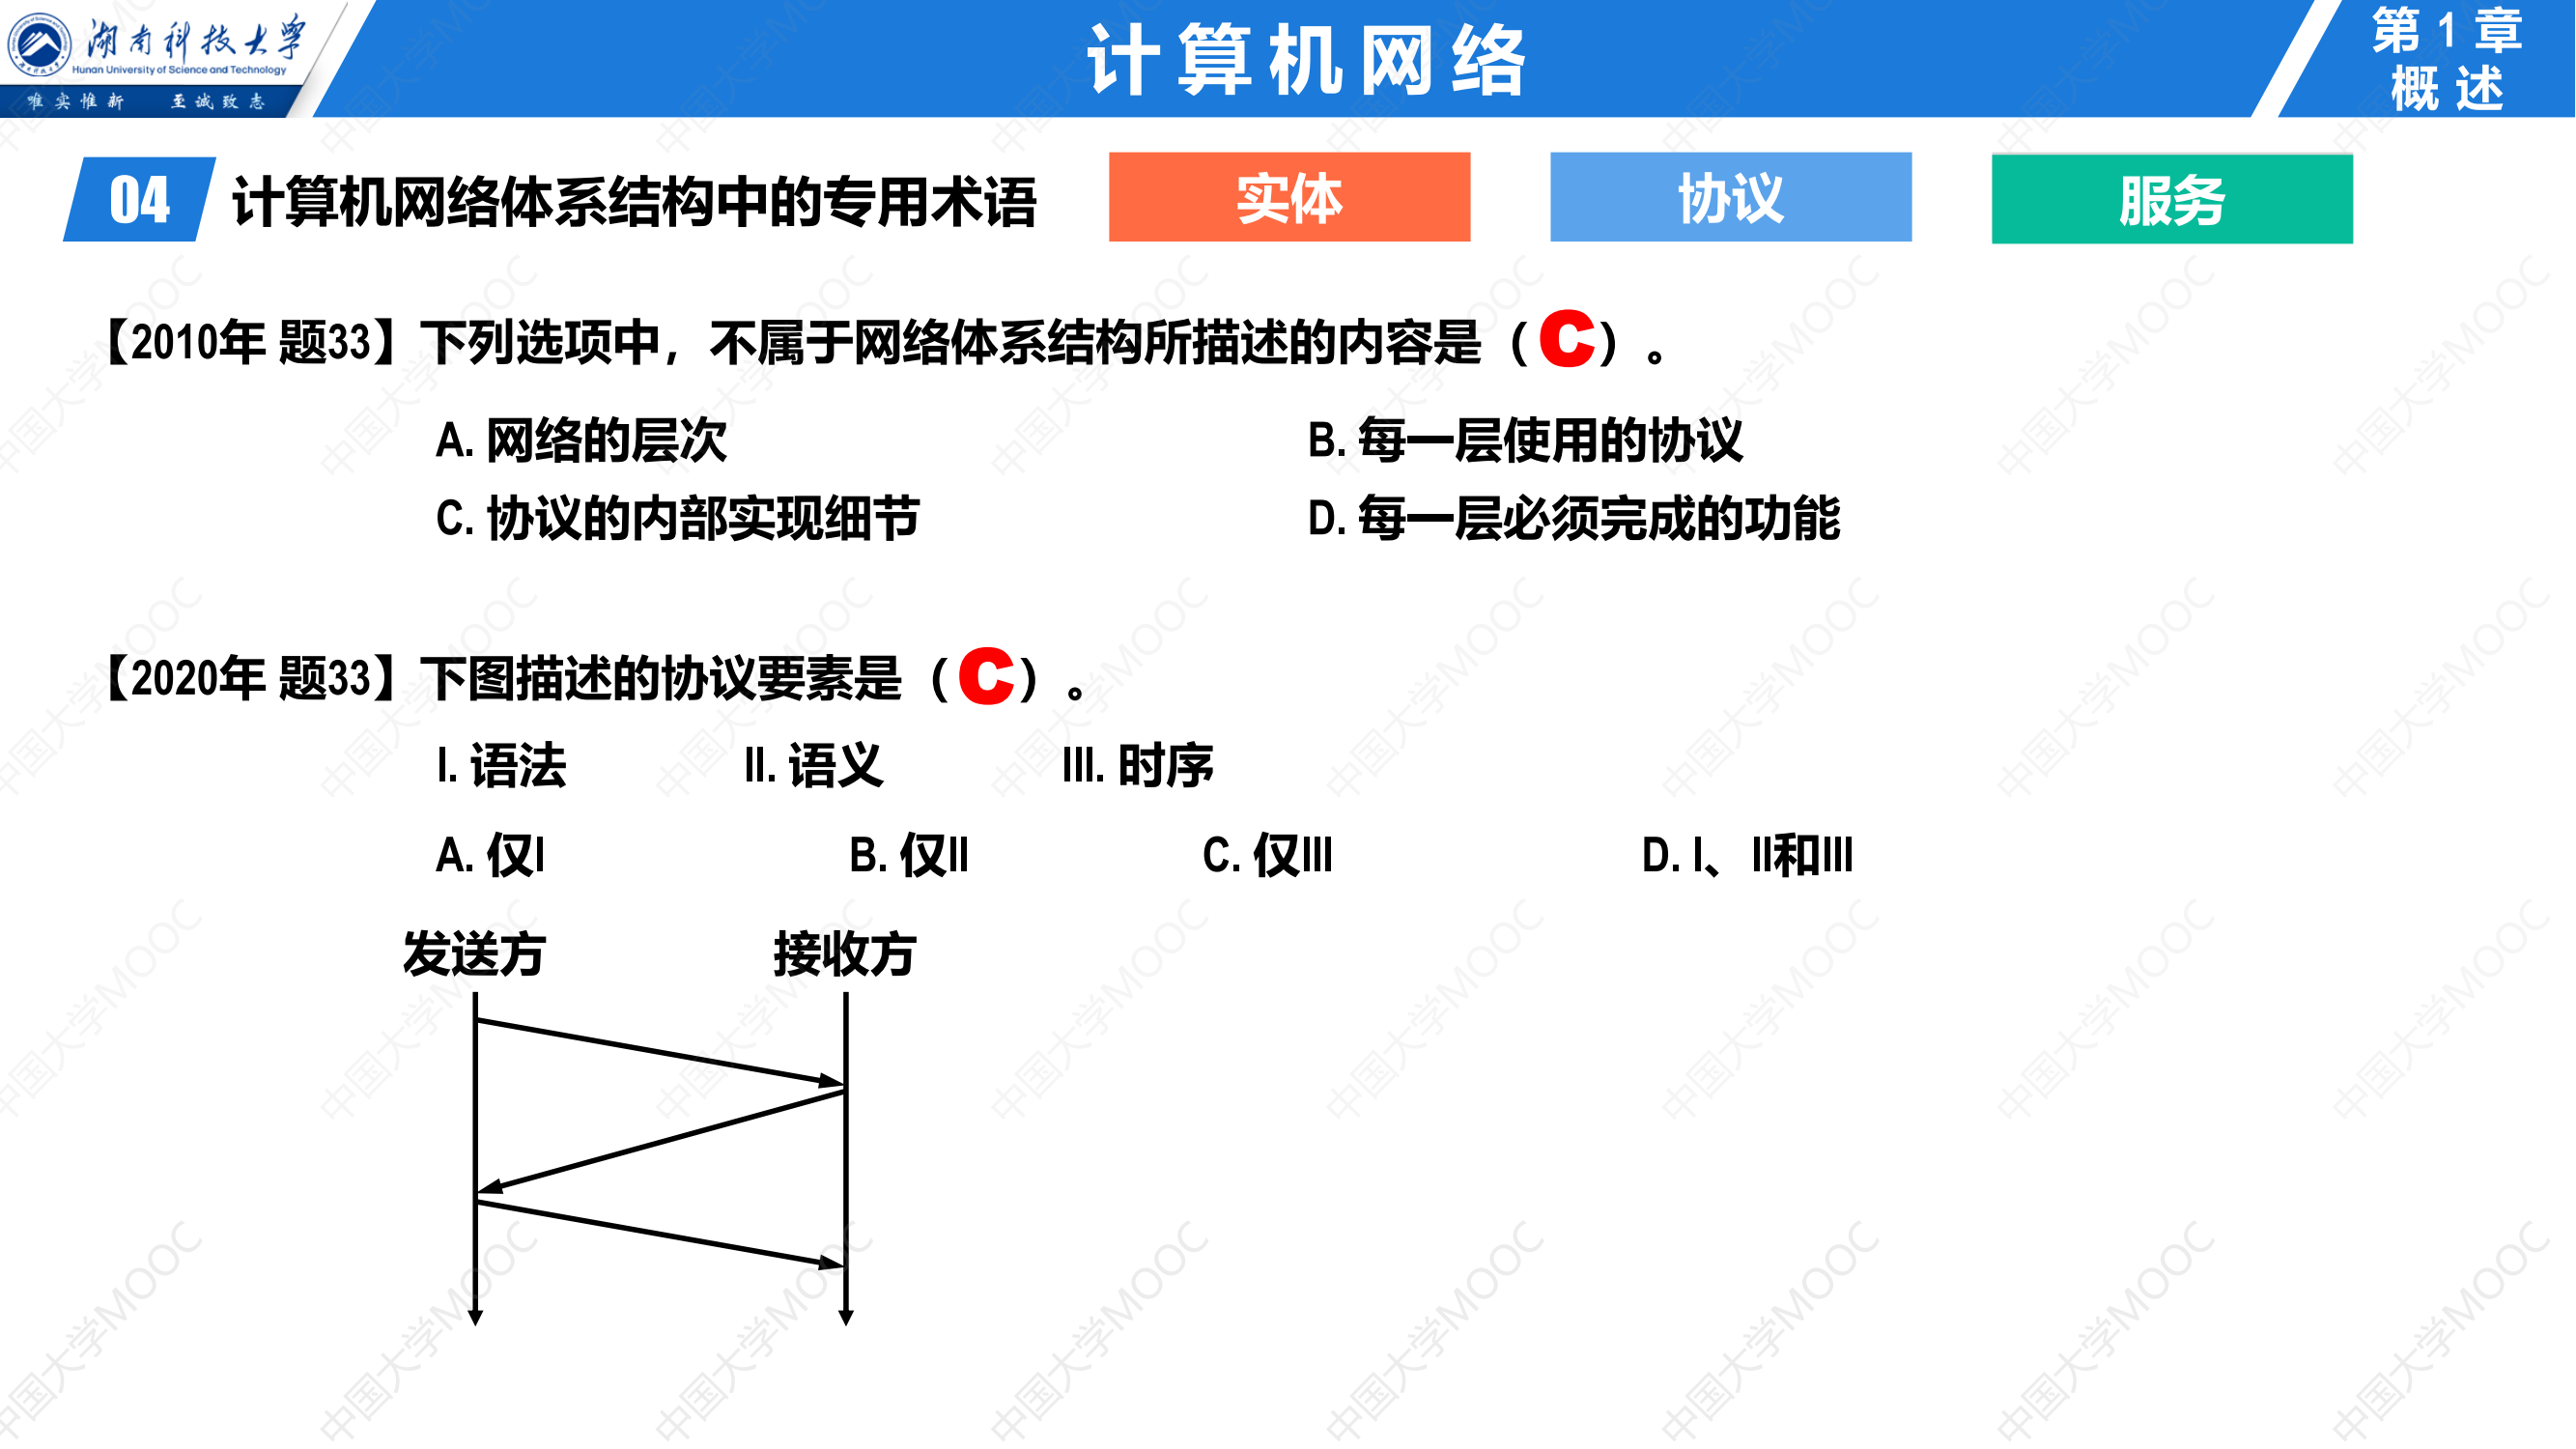 湖南科技大学
Hunan University of Science and Technology
唯实惟新 至诚致志
计算机网络
第1章
概述
04 计算机网络体系结构中的专用术语 实体 协议 服务
【2010年 题33】下列选项中，不属于网络体系结构所描述的内容是（C）。
A. 网络的层次 B. 每一层使用的协议
C. 协议的内部实现细节 D. 每一层必须完成的功能
【2020年 题33】下图描述的协议要素是（C）。
I. 语法 II. 语义 III. 时序
A. 仅I B. 仅II C. 仅III D. I、II和III
发送方 接收方
中国大学MOOC